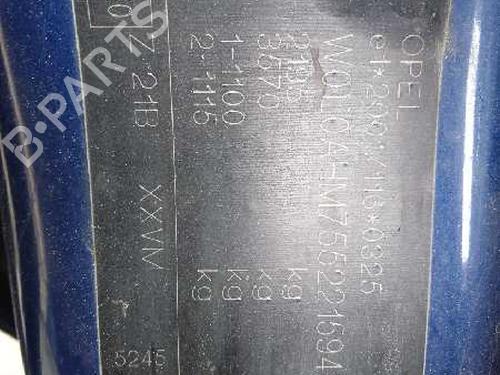 OPEL
e1*2001/116*0325
W0L0AHM756221594
2135 kg
3670 kg
1-1100 kg
2-1115 kg
Z 21B XXVM
5245
B-PARTS